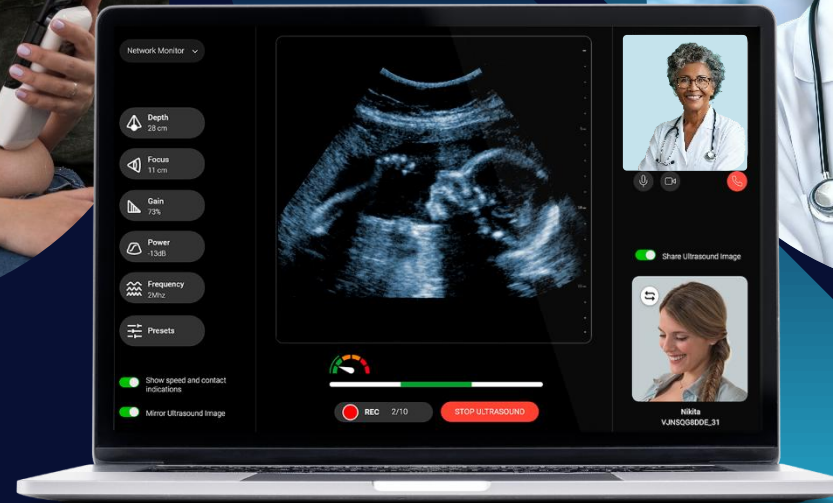 Network Monitor
Depth
28 cm
Focus
11 cm
Gain
73%
Power
-13dB
Frequency
2Mhz
Presets
Show speed and contact
indications
Mirror Ultrasound Image
REC 2/10
STOP ULTRASOUND
Share Ultrasound Image
Nikita
VJNSQG8DDE_31